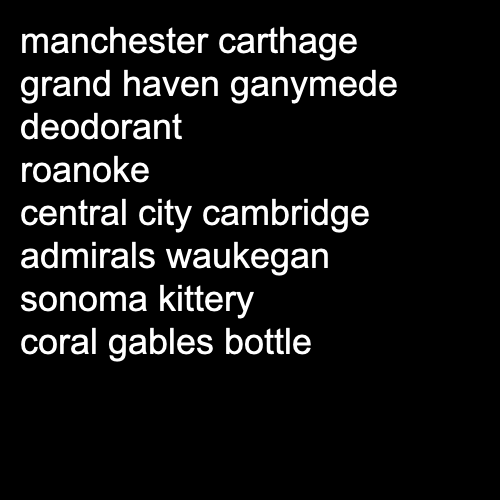 manchester carthage
grand haven ganymede
deodorant
roanoke
central city cambridge
admirals waukegan
sonoma kittery
coral gables bottle